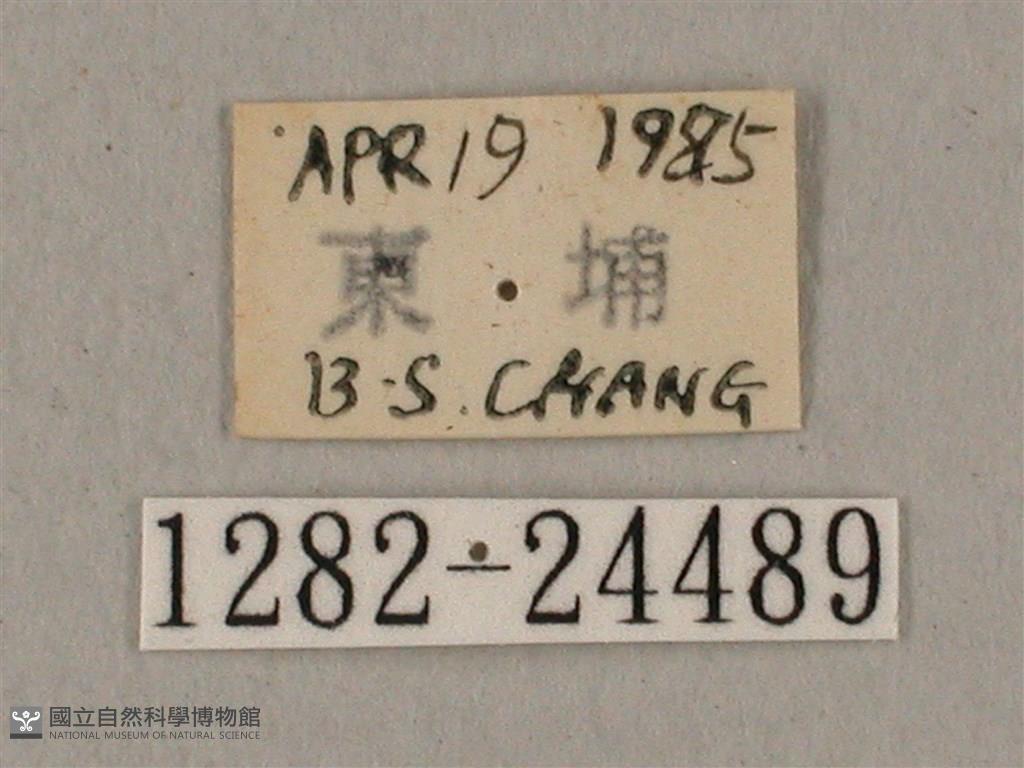 APR 19 1985
東埔
B.S. CHANG
1282-24489
國立自然科學博物館
NATIONAL MUSEUM OF NATURAL SCIENCE